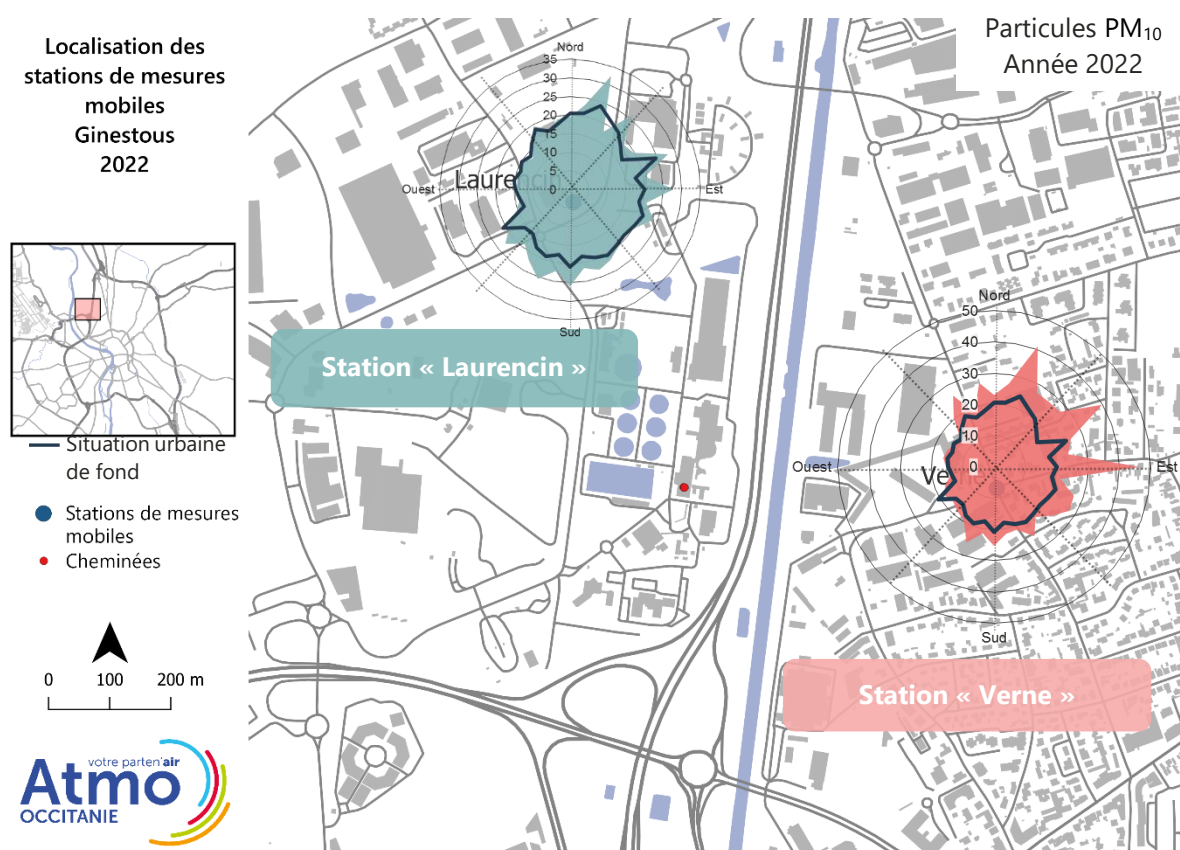 Localisation des
stations de mesures
mobiles
Ginestous
2022
Particules PM₁₀
Année 2022
Nord
35
30
25
20
15
10
5
0
Ouest
Laurencin
Est
Sud
Station « Laurencin »
Nord
50
40
30
20
10
0
Ouest
Ve
Est
Sud
Station « Verne »
Situation urbaine
de fond
Stations de mesures
mobiles
Cheminées
0 100 200 m
votre parten'air
Atmo
OCCITANIE